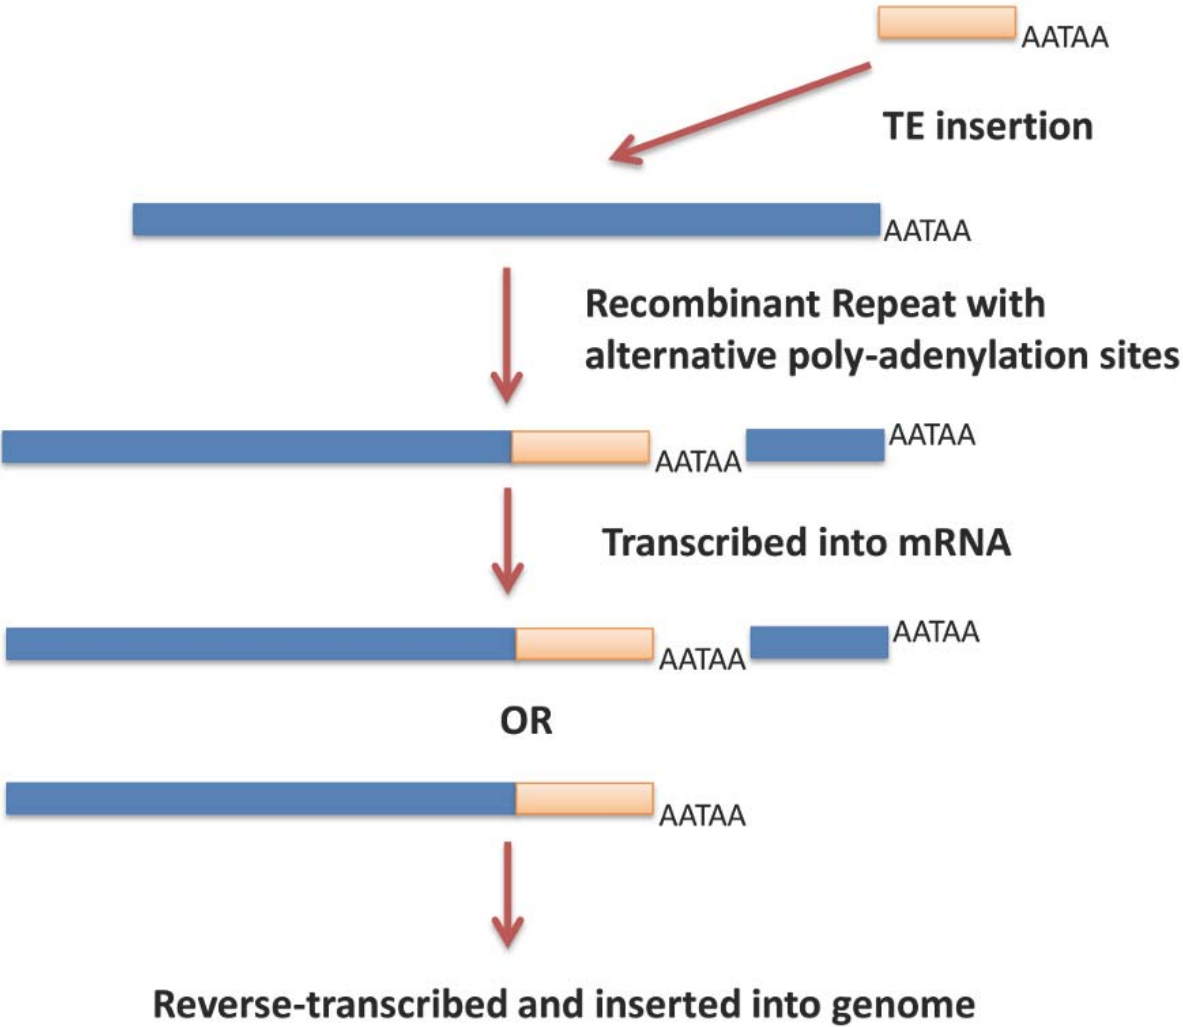 AATAA
TE insertion
AATAA
Recombinant Repeat with
alternative poly-adenylation sites
AATAA
AATAA
Transcribed into mRNA
AATAA
AATAA
OR
AATAA
Reverse-transcribed and inserted into genome